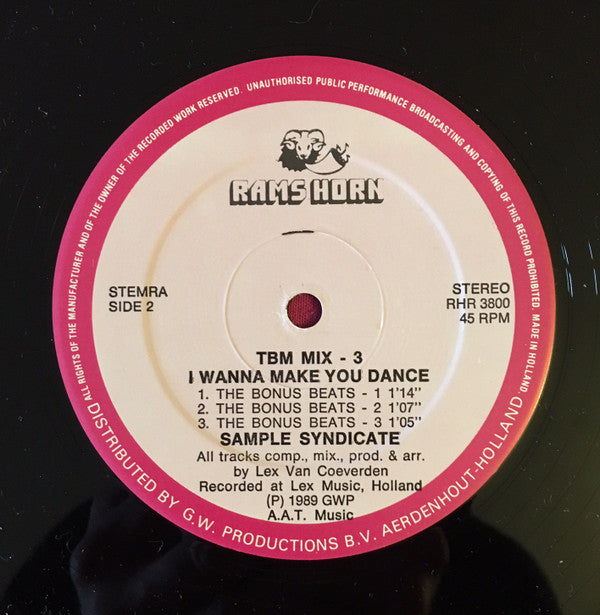 ALL RIGHTS OF THE MANUFACTURER AND OF THE OWNER OF THE RECORDED WORK RESERVED. UNAUTHORISED PUBLIC PERFORMANCE BROADCASTING AND COPYING OF THIS RECORD PROHIBITED. MADE IN HOLLAND.
RAMS HORN
STEMRA
SIDE 2
STEREO
RHR 3800
45 RPM
TBM MIX - 3
I WANNA MAKE YOU DANCE
1. THE BONUS BEATS - 1 1'14"
2. THE BONUS BEATS - 2 1'07"
3. THE BONUS BEATS - 3 1'05"
SAMPLE SYNDICATE
All tracks comp., mix., prod. & arr.
by Lex Van Coeverden
Recorded at Lex Music, Holland
(P) 1989 GWP
A.A.T. Music
DISTRIBUTED BY G.W. PRODUCTIONS B.V. AERDENHOUT-HOLLAND